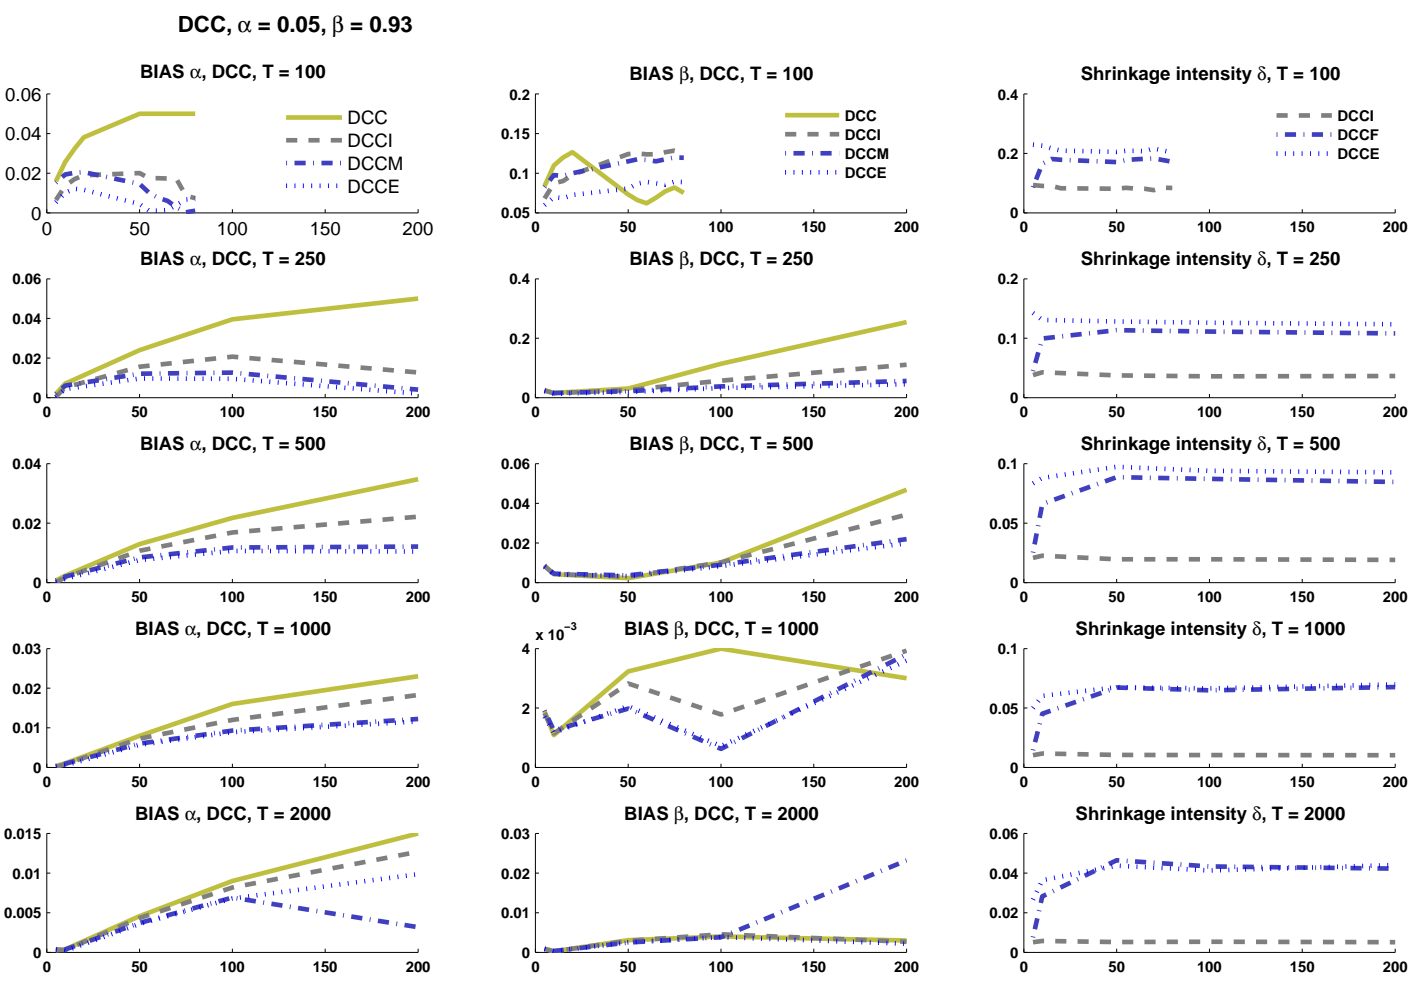 DCC, α = 0.05, β = 0.93
BIAS α, DCC, T = 100
0.06
0.04
0.02
0
0 50 100 150 200
DCC
DCCI
DCCM
DCCE
BIAS β, DCC, T = 100
0.2
0.15
0.1
0.05
0 50 100 150 200
DCC
DCCI
DCCM
DCCE
Shrinkage intensity δ, T = 100
0.4
0.2
0
0 50 100 150 200
DCCI
DCCF
DCCE
BIAS α, DCC, T = 250
0.06
0.04
0.02
0
0 50 100 150 200
BIAS β, DCC, T = 250
0.4
0.2
0
0 50 100 150 200
Shrinkage intensity δ, T = 250
0.2
0.1
0
0 50 100 150 200
BIAS α, DCC, T = 500
0.04
0.02
0
0 50 100 150 200
BIAS β, DCC, T = 500
0.06
0.04
0.02
0
0 50 100 150 200
Shrinkage intensity δ, T = 500
0.1
0.05
0
0 50 100 150 200
BIAS α, DCC, T = 1000
0.03
0.02
0.01
0
0 50 100 150 200
x 10⁻³
BIAS β, DCC, T = 1000
4
2
0
0 50 100 150 200
Shrinkage intensity δ, T = 1000
0.1
0.05
0
0 50 100 150 200
BIAS α, DCC, T = 2000
0.015
0.01
0.005
0
0 50 100 150 200
BIAS β, DCC, T = 2000
0.03
0.02
0.01
0
0 50 100 150 200
Shrinkage intensity δ, T = 2000
0.06
0.04
0.02
0
0 50 100 150 200